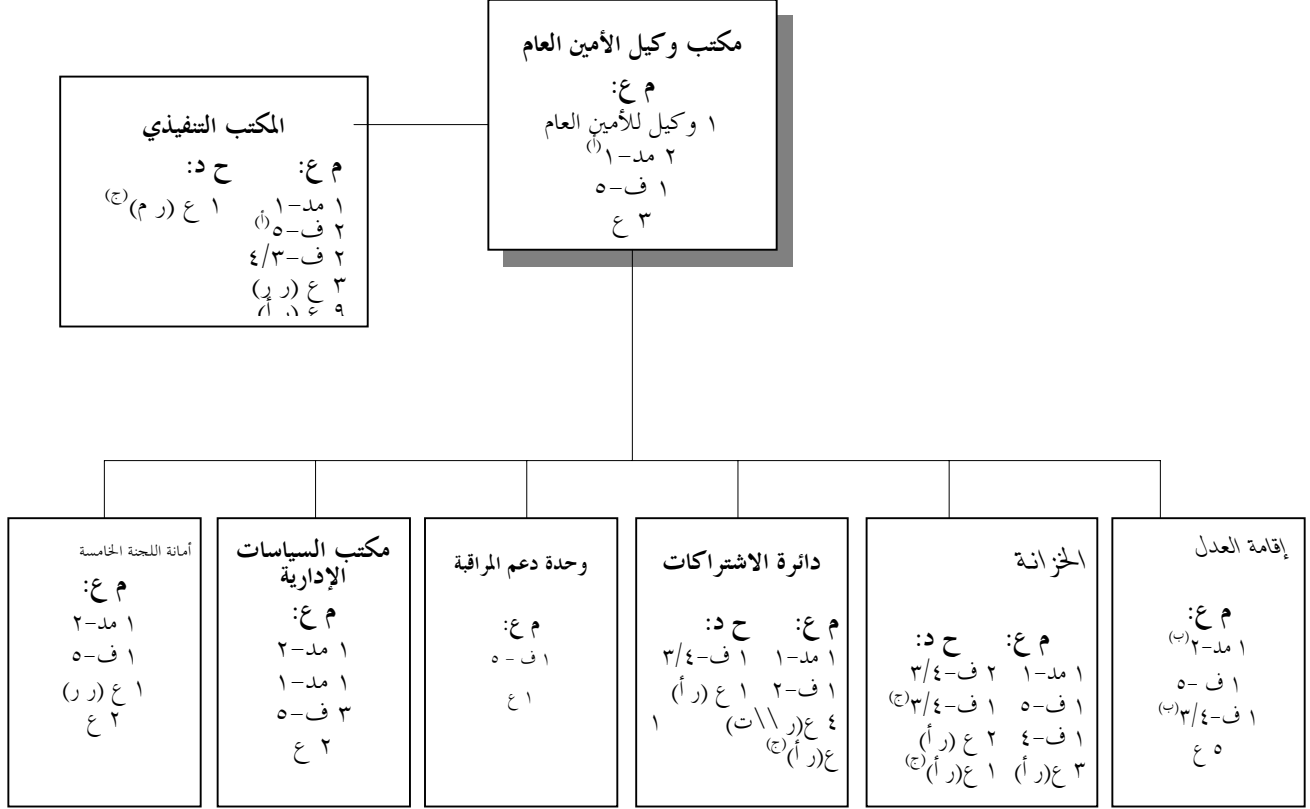 مكتب وكيل الأمين العام
م ع:
١ وكيل للأمين العام
٢ مد-١(أ)
١ ف-٥
٣ ع
المكتب التنفيذي
م ع: ح د:
١ مد-١ ١ ع (ر م)(ج)
٢ ف-٥(أ)
٢ ف-٤/٣
٣ ع (ر ر)
٩ ع (ر أ)
إقامة العدل
م ع:
١ مد-٢(ب)
١ ف -٥
١ ف-٣/٤(ب)
٥ ع
الخزانة
م ع: ح د:
١ مد-١ ٢ ف-٣/٤
١ ف-٥ ١ ف-٣/٤(ج)
١ ف-٤ ٢ ع (ر أ)
٣ ع(ر أ) ١ ع(ر أ)(ج)
دائرة الاشتراكات
م ع: ح د:
١ مد-١ ١ ف-٣/٤
١ ف-٢ ١ ع (ر أ)
٤ ع(ر \\ت) ١
ع(ر أ)(ج)
وحدة دعم المراقبة
م ع:
١ ف - ٥
١ ع
مكتب السياسات
الإدارية
م ع:
١ مد-٢
١ مد-١
٣ ف-٥
٢ ع
أمانة اللجنة الخامسة
م ع:
١ مد-٢
١ ف-٥
١ ع (ر ر)
٢ ع